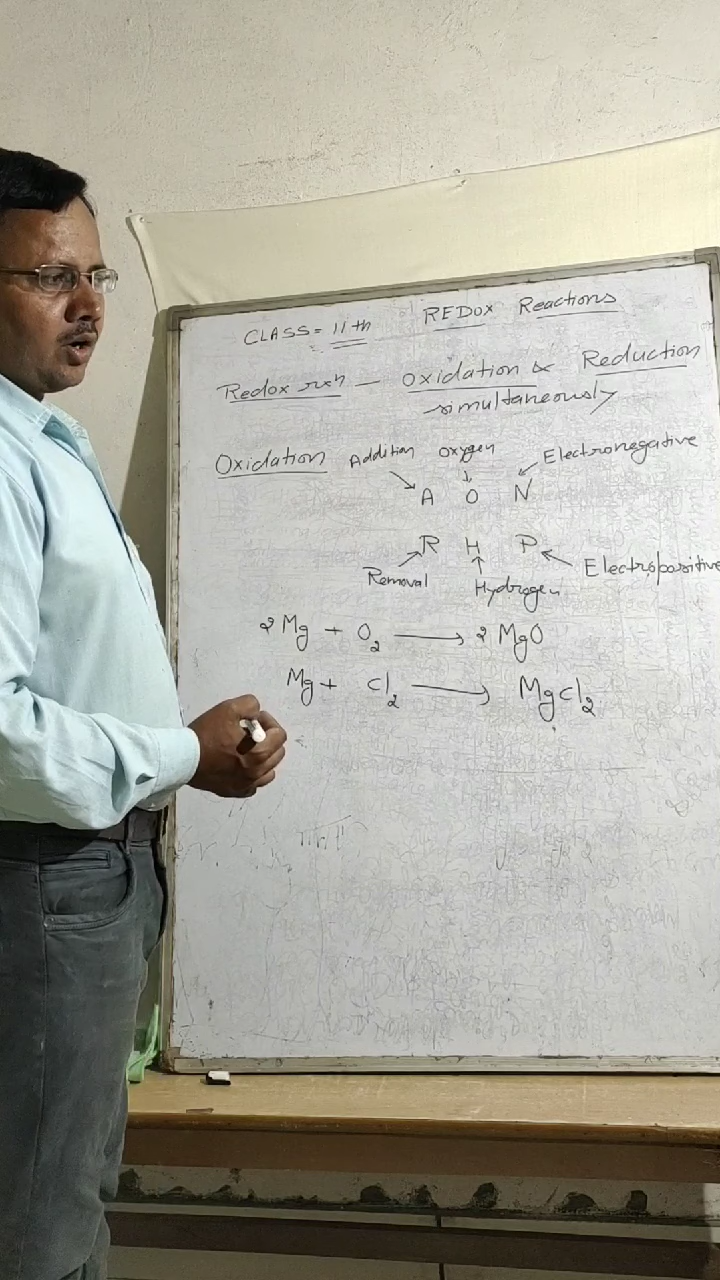 CLASS = 11th REDOX Reactions
Redox rxn — Oxidation & Reduction
simultaneously
Oxidation Addition Oxygen Electronegative
A O N
R H P
Removal Hydrogen Electropositive
2Mg + O₂ → 2MgO
Mg + Cl₂ → MgCl₂